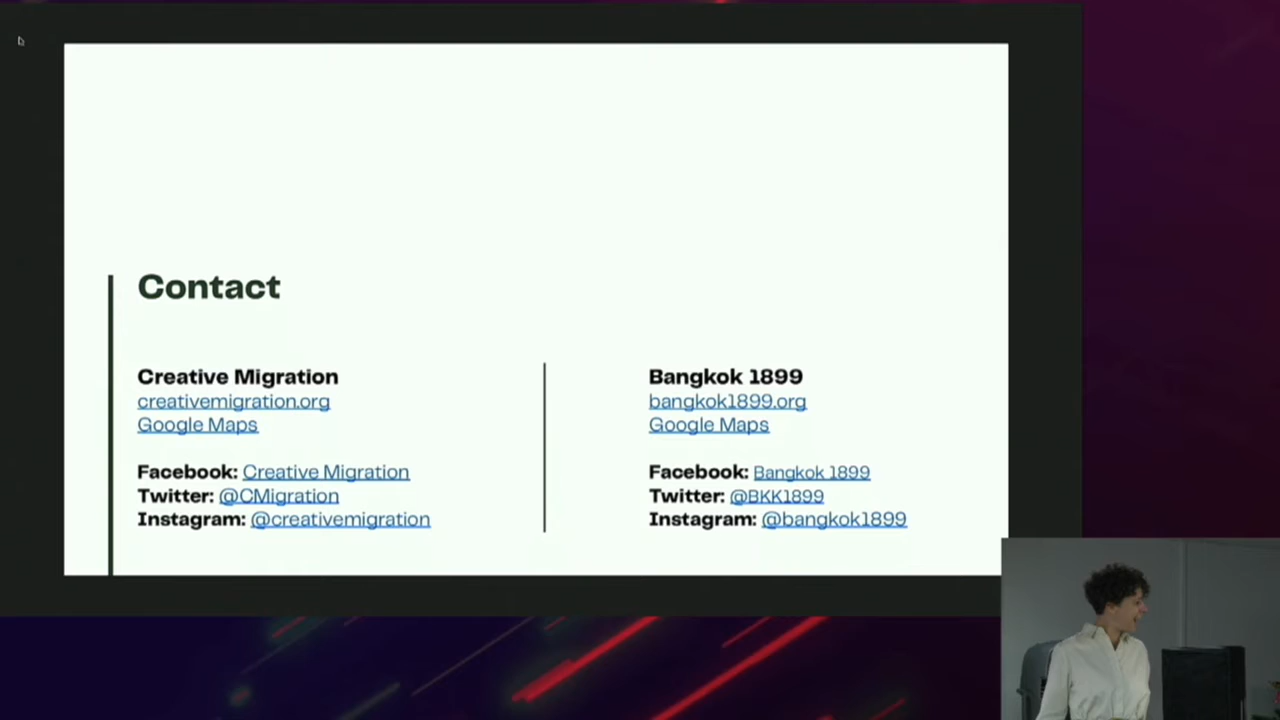 Contact
Creative Migration
creativemigration.org
Google Maps
Facebook: Creative Migration
Twitter: @CMigration
Instagram: @creativemigration
Bangkok 1899
bangkok1899.org
Google Maps
Facebook: Bangkok 1899
Twitter: @BKK1899
Instagram: @bangkok1899